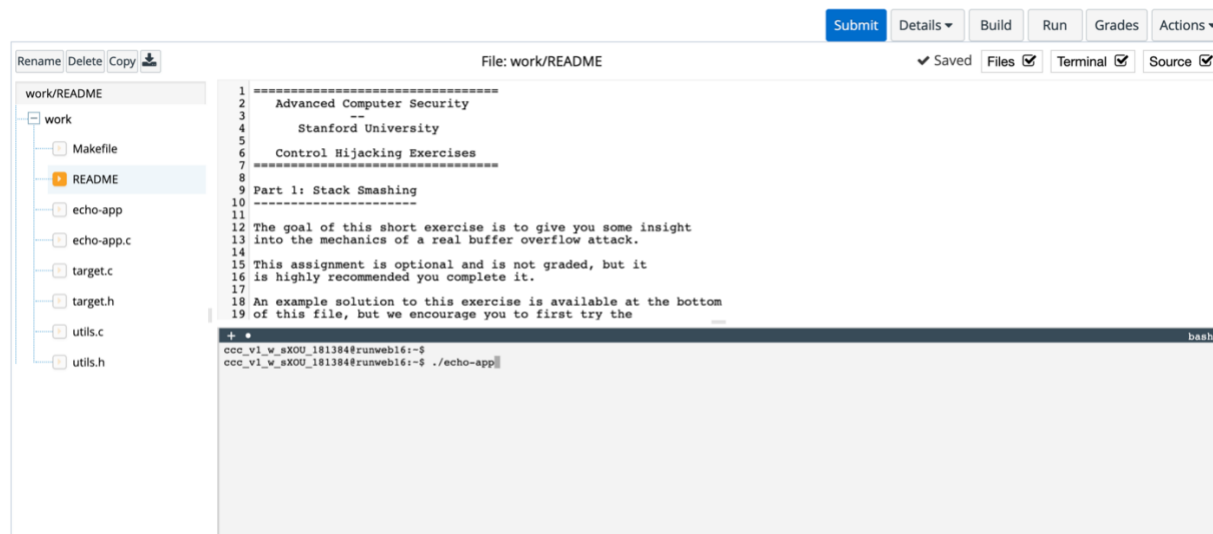 Submit Details Build Run Grades Actions
Rename Delete Copy File: work/README Saved Files Terminal Source
work/README
work
Makefile
README
echo-app
echo-app.c
target.c
target.h
utils.c
utils.h
1 ==================================
2 Advanced Computer Security
3 --
4 Stanford University
5
6 Control Hijacking Exercises
7 ==================================
8
9 Part 1: Stack Smashing
10 -----------------------
11
12 The goal of this short exercise is to give you some insight
13 into the mechanics of a real buffer overflow attack.
14
15 This assignment is optional and is not graded, but it
16 is highly recommended you complete it.
17
18 An example solution to this exercise is available at the bottom
19 of this file, but we encourage you to first try the
+ bash
ccc_v1_w_sXOU_181384@runweb16:~$
ccc_v1_w_sXOU_181384@runweb16:~$ ./echo-app